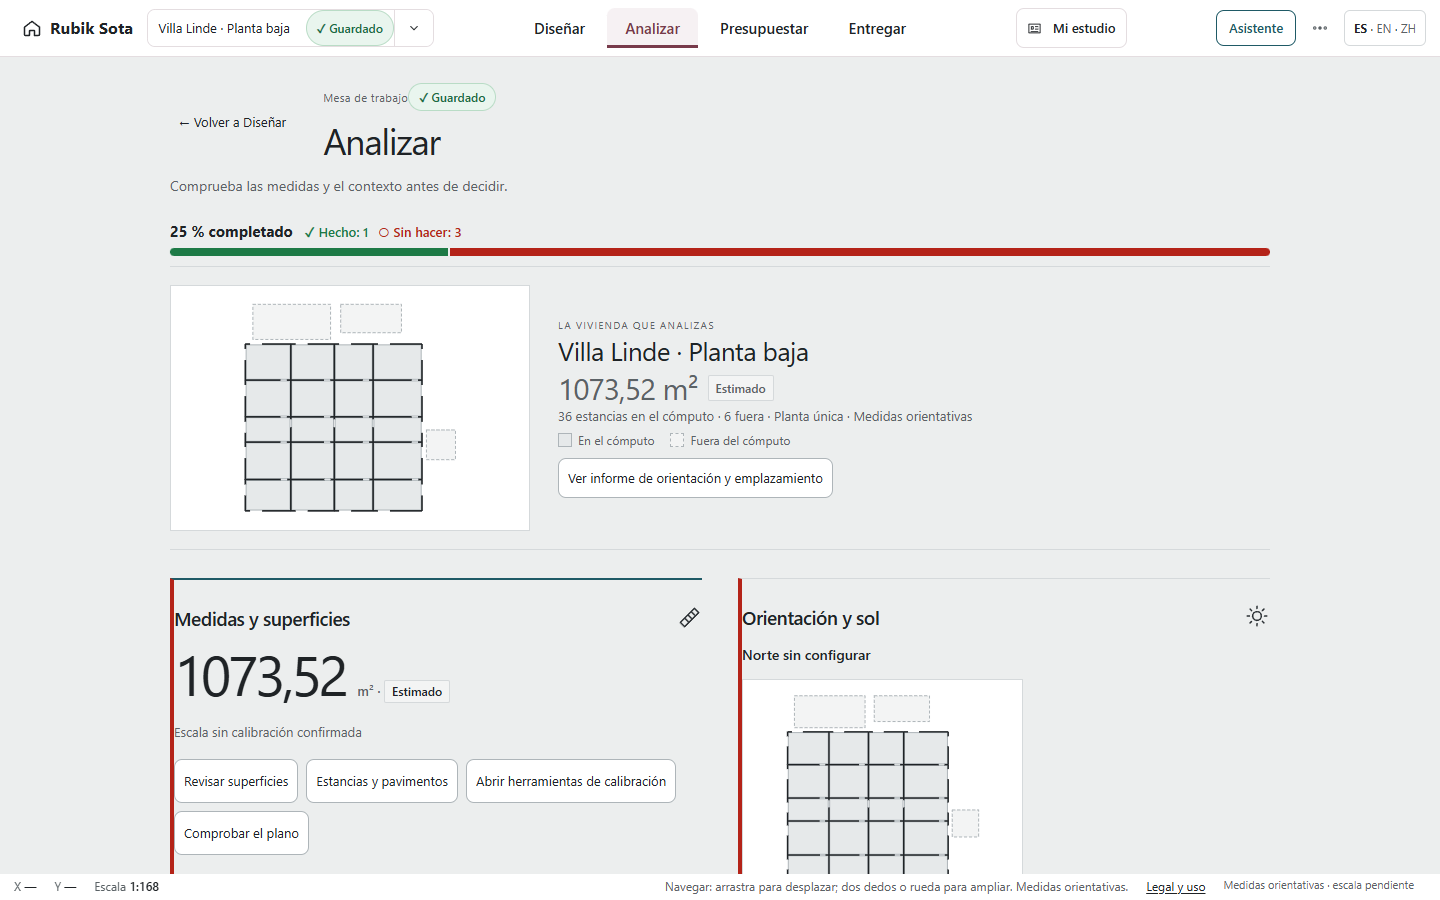 Rubik Sota
Villa Linde · Planta baja
✓ Guardado
Diseñar
Analizar
Presupuestar
Entregar
Mi estudio
Asistente
ES · EN · ZH
Mesa de trabajo
✓ Guardado
← Volver a Diseñar
Analizar
Comprueba las medidas y el contexto antes de decidir.
25 % completado ✓ Hecho: 1 ○ Sin hacer: 3
LA VIVIENDA QUE ANALIZAS
Villa Linde · Planta baja
1073,52 m² Estimado
36 estancias en el cómputo · 6 fuera · Planta única · Medidas orientativas
En el cómputo Fuera del cómputo
Ver informe de orientación y emplazamiento
Medidas y superficies
1073,52 m² · Estimado
Escala sin calibración confirmada
Revisar superficies
Estancias y pavimentos
Abrir herramientas de calibración
Comprobar el plano
Orientación y sol
Norte sin configurar
X — Y — Escala 1:168
Navegar: arrastra para desplazar; dos dedos o rueda para ampliar. Medidas orientativas.
Legal y uso
Medidas orientativas · escala pendiente